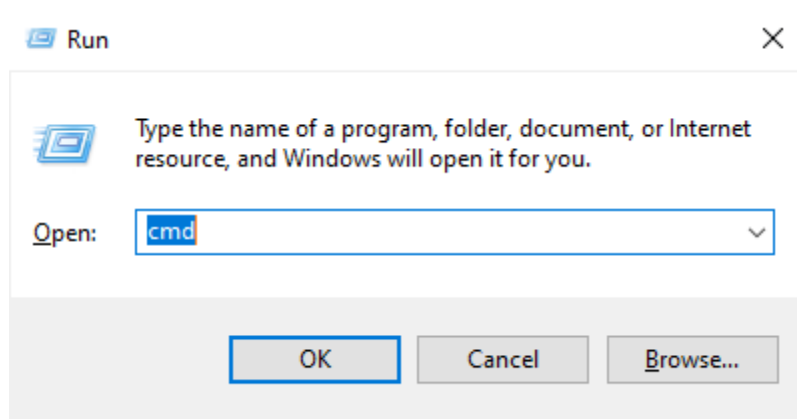 Run
Type the name of a program, folder, document, or Internet
resource, and Windows will open it for you.
Open: cmd
OK Cancel Browse...